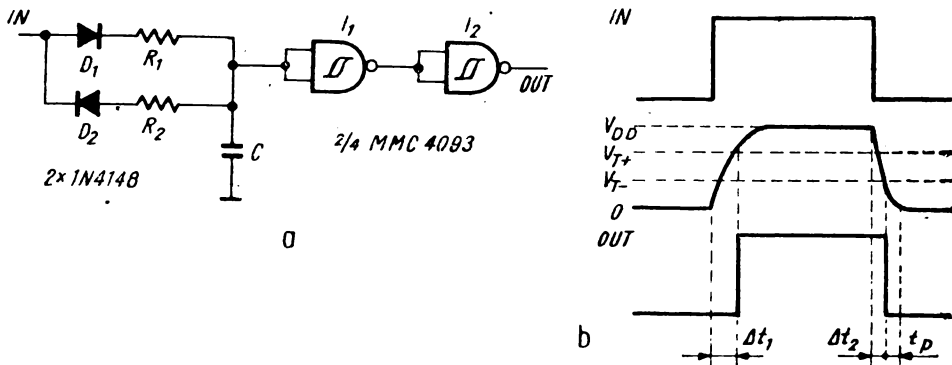 IN
D1
R1
D2
R2
C
I1
I2
OUT
2/4 MMC 4093
2x 1N4148
a
IN
VDD
VT+
VT-
0
OUT
b
Δt1
Δt2
tp